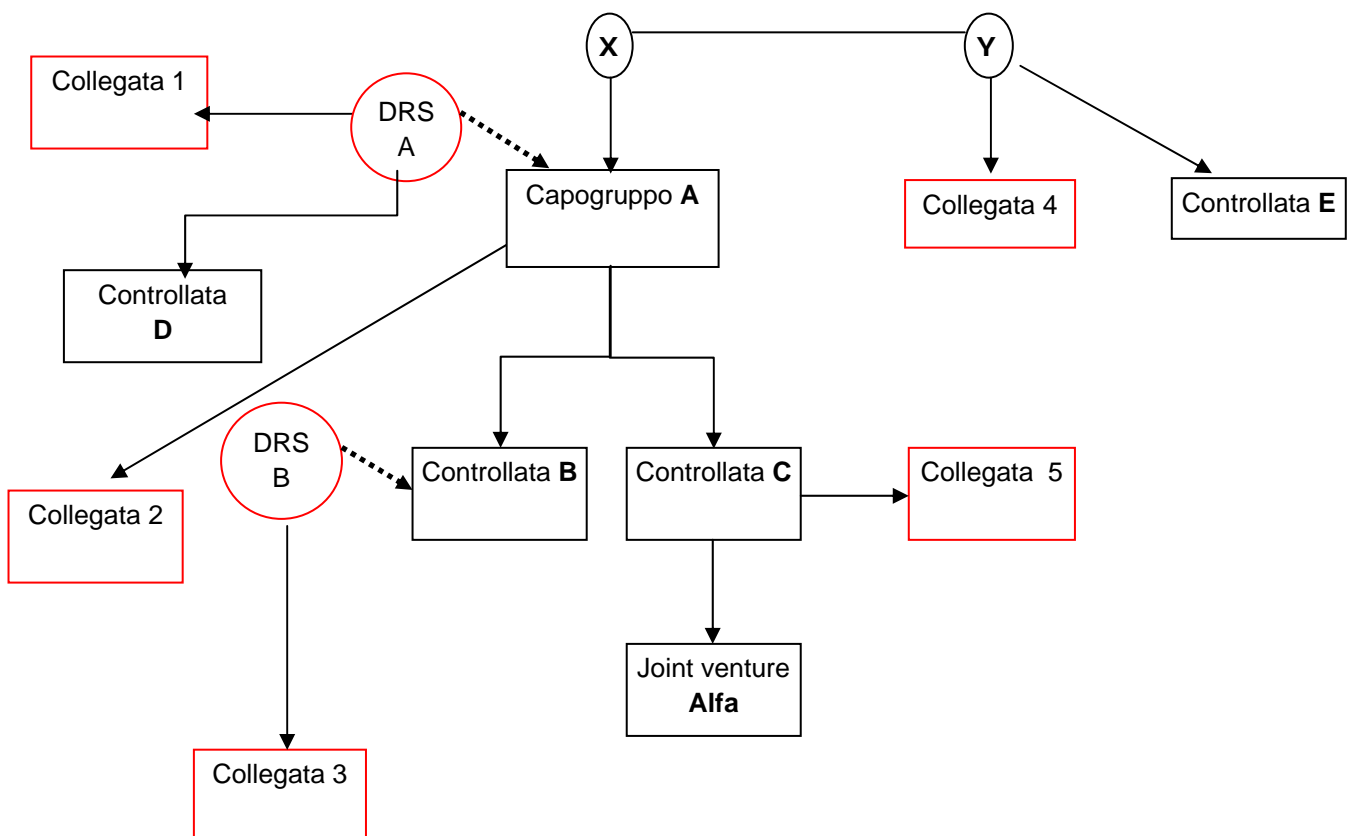 X
Y
Collegata 1
DRS
A
Capogruppo A
Collegata 4
Controllata E
Controllata
D
DRS
B
Controllata B
Controllata C
Collegata 5
Collegata 2
Joint venture
Alfa
Collegata 3